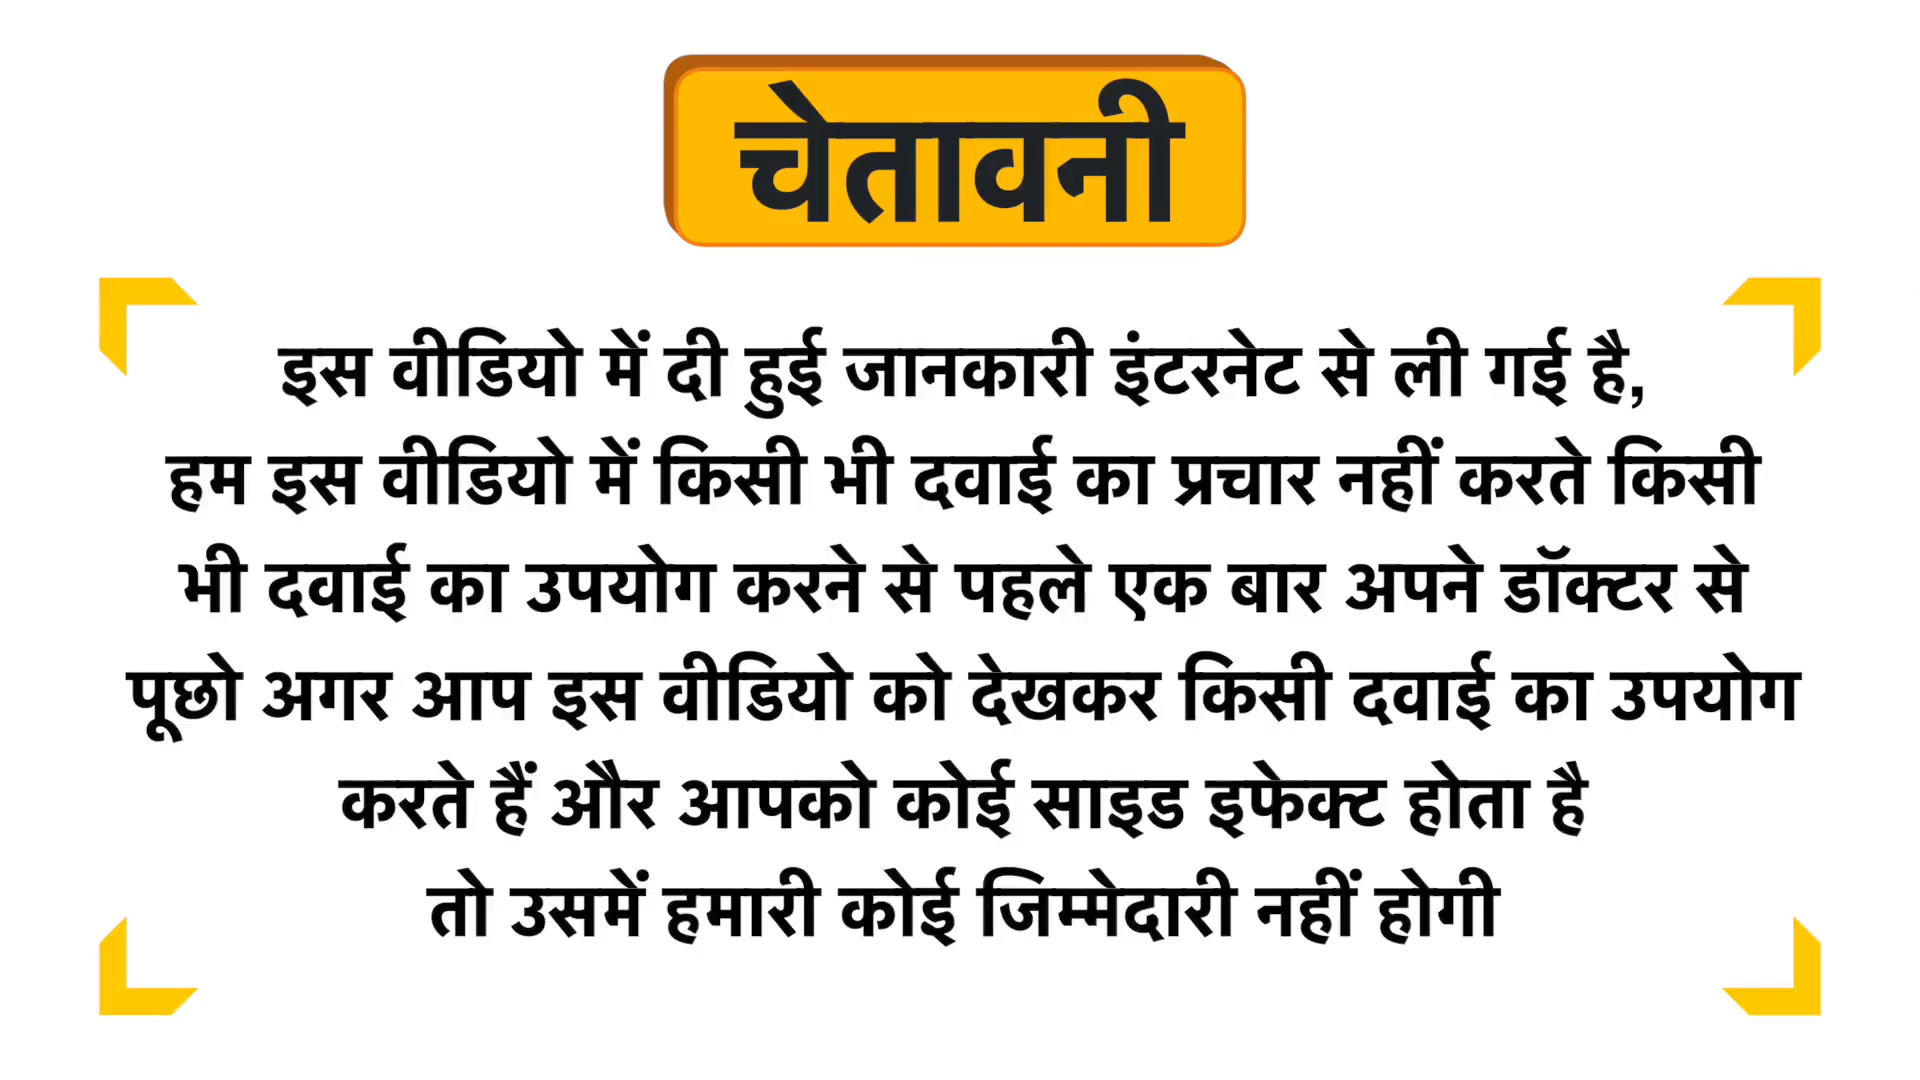 चेतावनी
इस वीडियो में दी हुई जानकारी इंटरनेट से ली गई है,
हम इस वीडियो में किसी भी दवाई का प्रचार नहीं करते किसी
भी दवाई का उपयोग करने से पहले एक बार अपने डॉक्टर से
पूछो अगर आप इस वीडियो को देखकर किसी दवाई का उपयोग
करते हैं और आपको कोई साइड इफेक्ट होता है
तो उसमें हमारी कोई जिम्मेदारी नहीं होगी